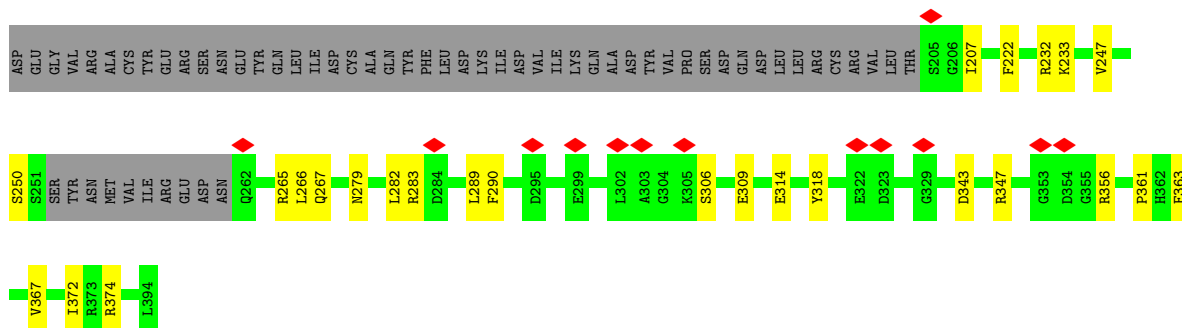 ASP GLU GLY VAL ARG ALA CYS TYR GLU ARG SER ASN GLU TYR GLN LEU ILE ASP CYS ALA GLN TYR PHE LEU ASP LYS ILE ASP VAL ILE LYS GLN ALA ASP TYR VAL PRO SER ASP GLN ASP LEU LEU ARG CYS ARG VAL LEU THR S205 G206 I207 F222 R232 K233 V247
S250 S251 SER TYR ASN MET VAL ILE ARG GLU ASP ASN Q262 R265 L266 Q267 N279 L282 R283 D284 L289 F290 D295 E299 L302 A303 G304 K305 S306 E309 E314 Y318 E322 D323 G329 D343 R347 G353 D354 G355 R356 P361 H362 F363
V367 I372 R373 R374 L394